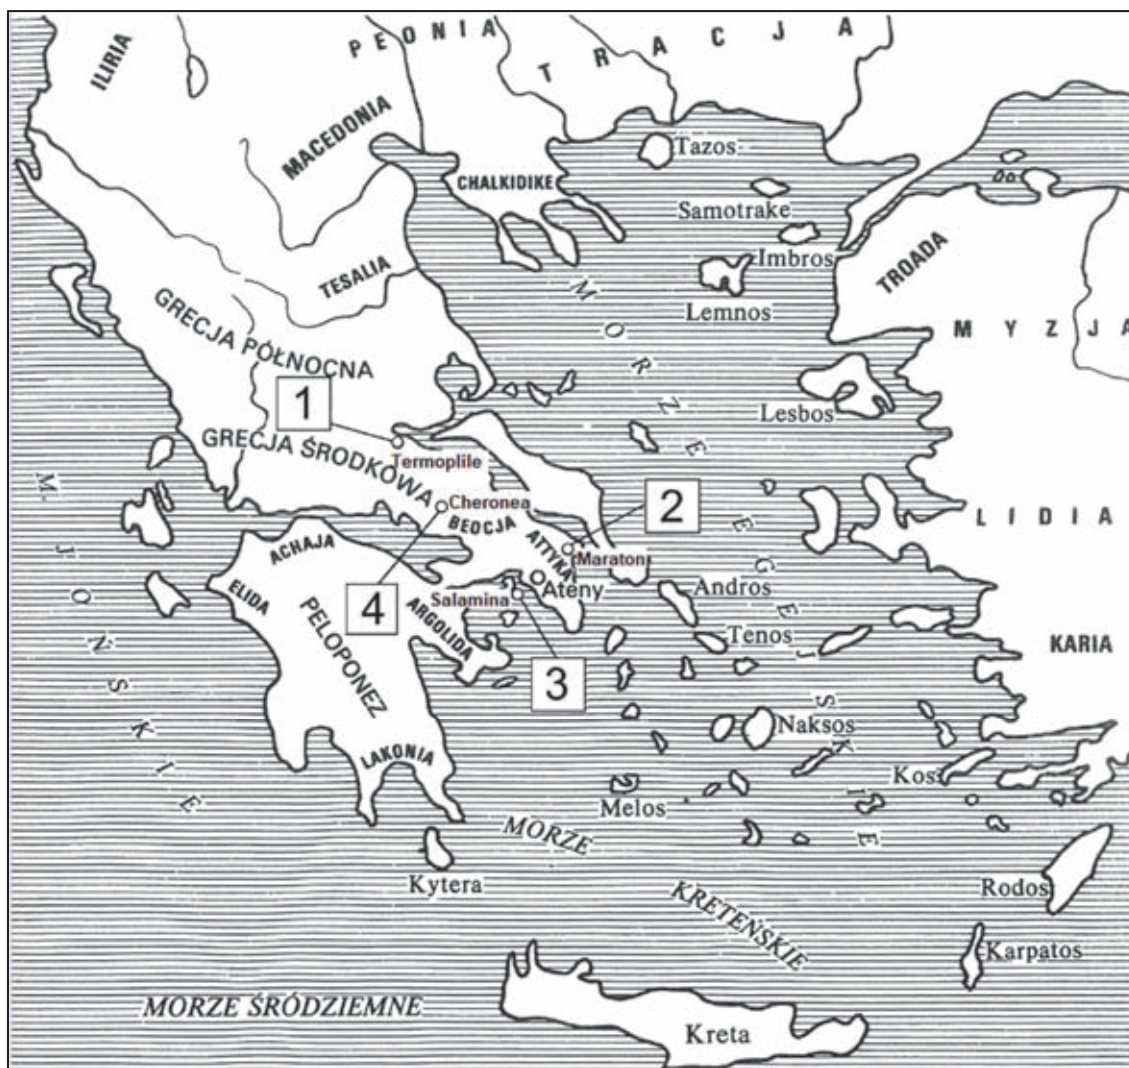 PEONIA
TRACJA
ILIRIA
MACEDONIA
Tazos
CHALKIDIKE
Samotrake
Imbros
TROADA
TESALIA
Lemnos
MYZJA
GRECJA PÓŁNOCNA
MORZE EGEJSKIE
1
Lesbos
GRECJA ŚRODKOWA
Termoplile
M. JOŃSKIE
Cheronea
2
BEOCJA
LIDIA
ATTYKA
Maraton
ACHAJA
Ateny
Andros
ELIDA
4
Salamina
ARGOLIDA
Tenos
KARIA
PELOPONEZ
3
Naksos
LAKONIA
Kos
Melos
MORZE
KRETEŃSKIE
Kytera
Rodos
Karpatos
MORZE ŚRÓDZIEMNE
Kreta